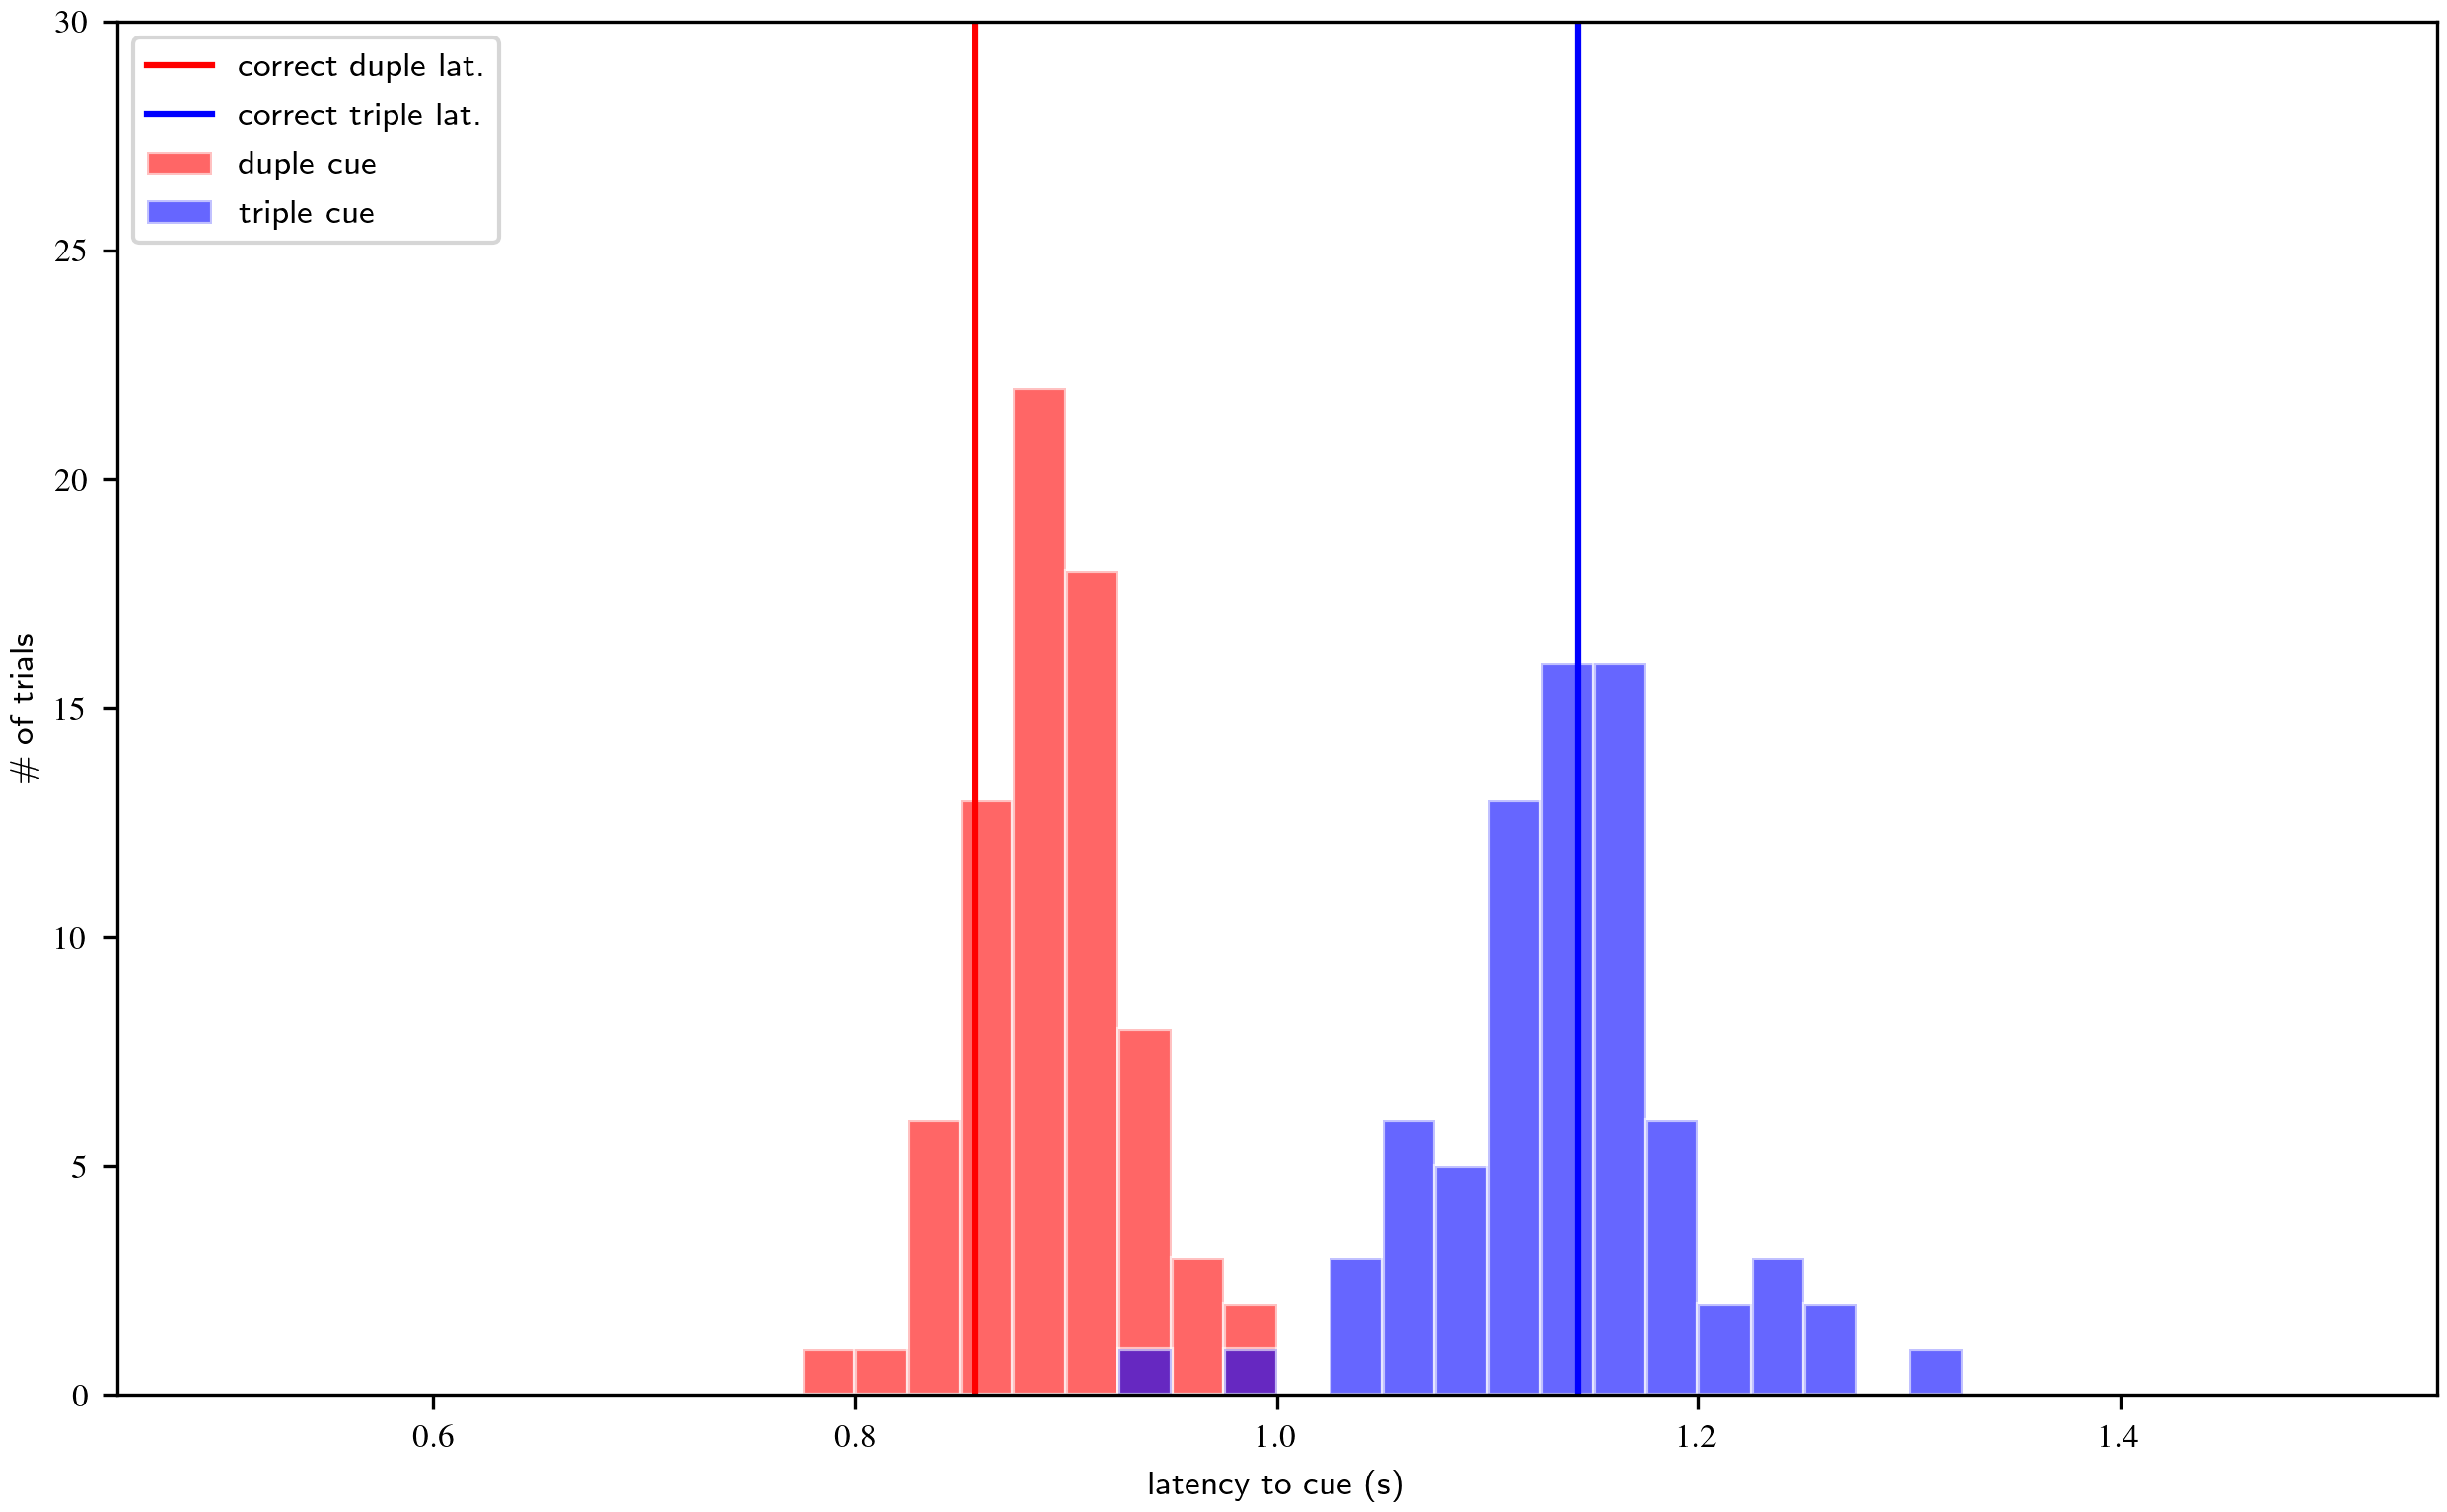 30
25
20
15
10
5
0
# of trials
correct duple lat.
correct triple lat.
duple cue
triple cue
0.6
0.8
1.0
1.2
1.4
latency to cue (s)